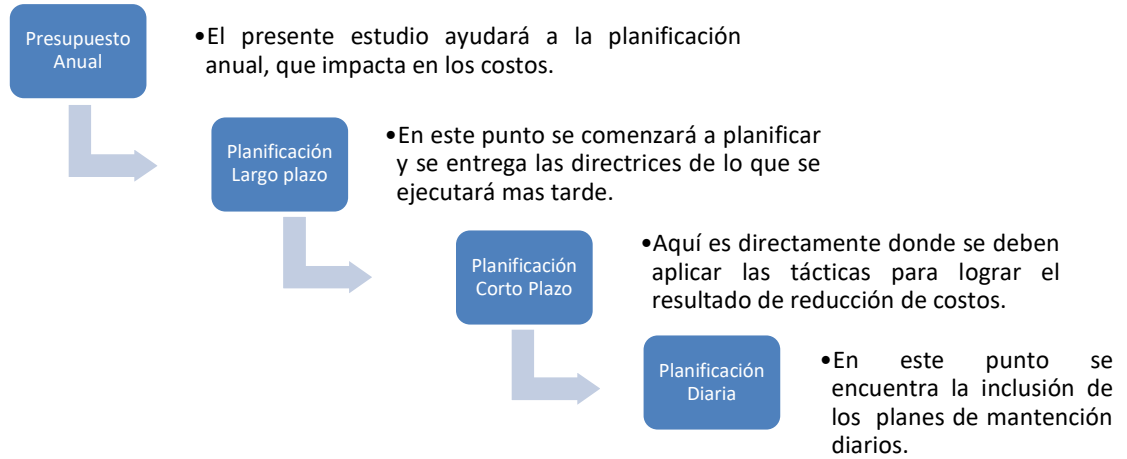 Presupuesto
Anual
•El presente estudio ayudará a la planificación
anual, que impacta en los costos.
Planificación
Largo plazo
•En este punto se comenzará a planificar
y se entrega las directrices de lo que se
ejecutará mas tarde.
Planificación
Corto Plazo
•Aquí es directamente donde se deben
aplicar las tácticas para lograr el
resultado de reducción de costos.
Planificación
Diaria
•En este punto se
encuentra la inclusión de
los planes de mantención
diarios.